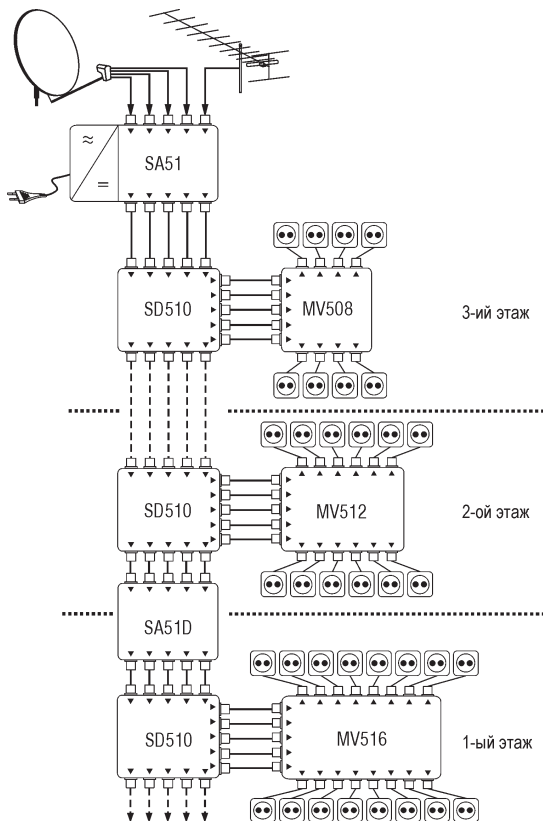 ≈
=
SA51
SD510
MV508
3-ий этаж
SD510
MV512
2-ой этаж
SA51D
SD510
MV516
1-ый этаж